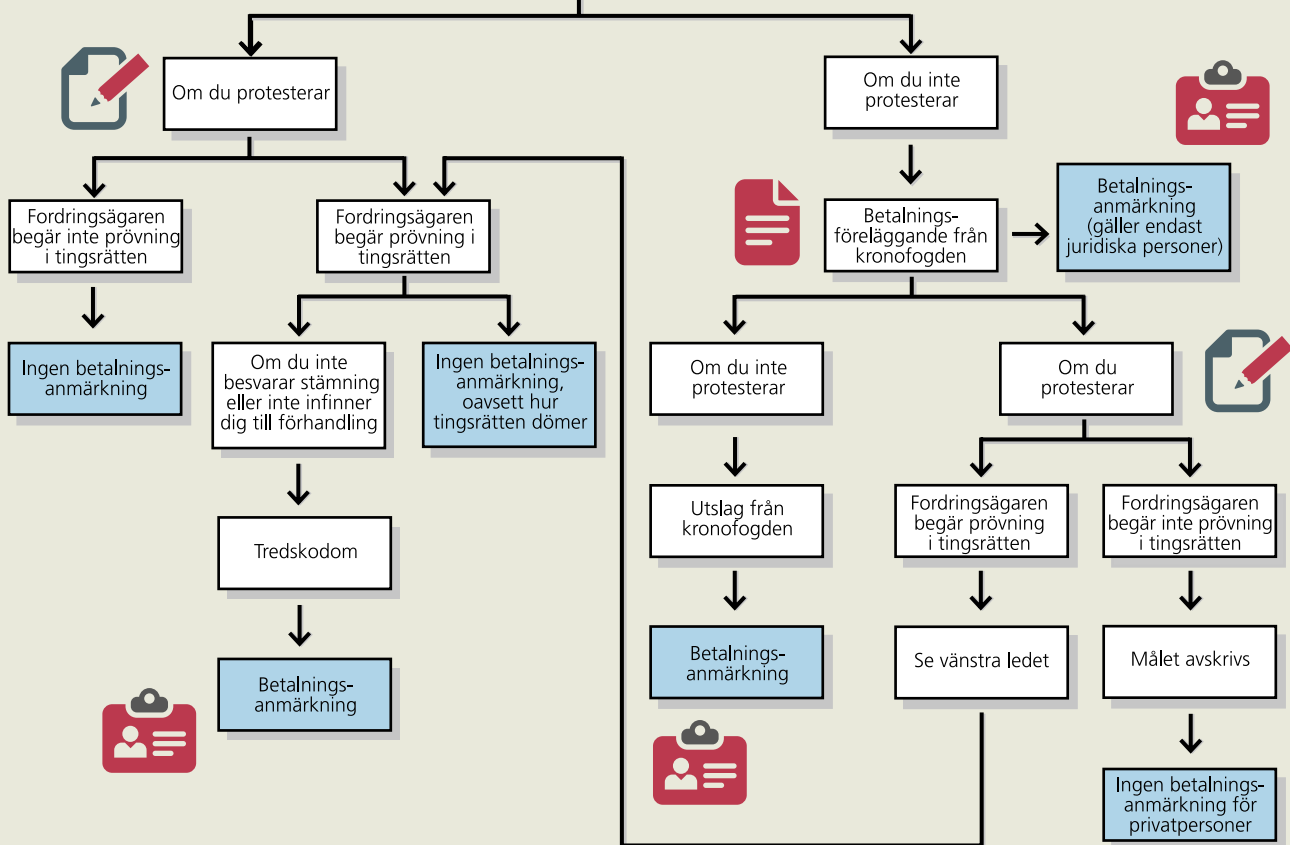 Om du protesterar
Om du inte
protesterar
Fordringsägaren
begär inte prövning
i tingsrätten
Fordringsägaren
begär prövning i
tingsrätten
Betalnings-
föreläggande från
kronofogden
Betalnings-
anmärkning
(gäller endast
juridiska personer)
Ingen betalnings-
anmärkning
Om du inte
besvarar stämning
eller inte infinner
dig till förhandling
Ingen betalnings-
anmärkning,
oavsett hur
tingsrätten dömer
Om du inte
protesterar
Om du
protesterar
Tredskodom
Utslag från
kronofogden
Fordringsägaren
begär prövning
i tingsrätten
Fordringsägaren
begär inte prövning
i tingsrätten
Betalnings-
anmärkning
Betalnings-
anmärkning
Se vänstra ledet
Målet avskrivs
Ingen betalnings-
anmärkning för
privatpersoner